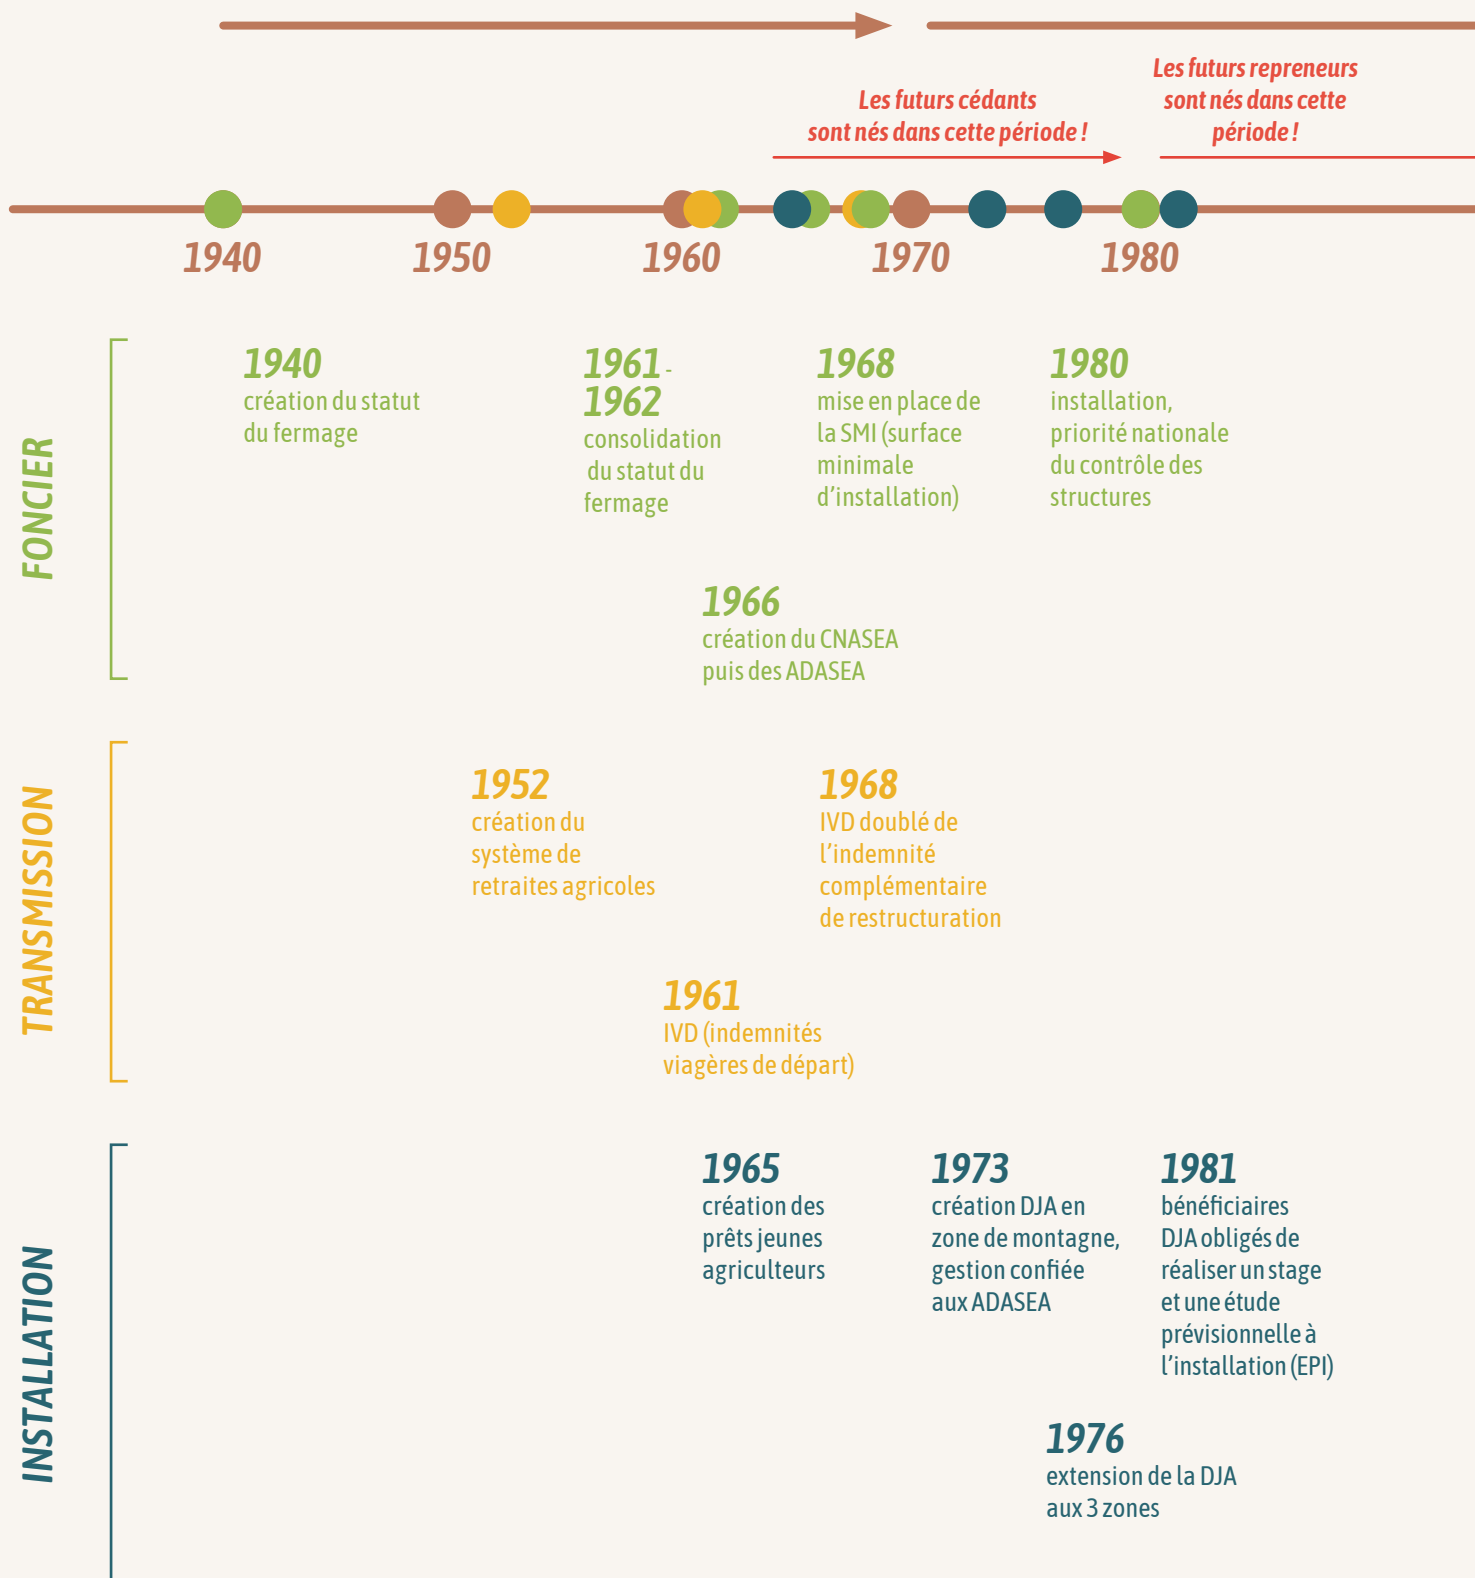 Les futurs repreneurs
sont nés dans cette
période !
Les futurs cédants
sont nés dans cette période !
1940
1950
1960
1970
1980
FONCIER
1940
création du statut
du fermage
1961-
1962
consolidation
du statut du
fermage
1968
mise en place de
la SMI (surface
minimale
d’installation)
1980
installation,
priorité nationale
du contrôle des
structures
1966
création du CNASEA
puis des ADASEA
TRANSMISSION
1952
création du
système de
retraites agricoles
1968
IVD doublé de
l’indemnité
complémentaire
de restructuration
1961
IVD (indemnités
viagères de départ)
INSTALLATION
1965
création des
prêts jeunes
agriculteurs
1973
création DJA en
zone de montagne,
gestion confiée
aux ADASEA
1981
bénéficiaires
DJA obligés de
réaliser un stage
et une étude
prévisionnelle à
l’installation (EPI)
1976
extension de la DJA
aux 3 zones